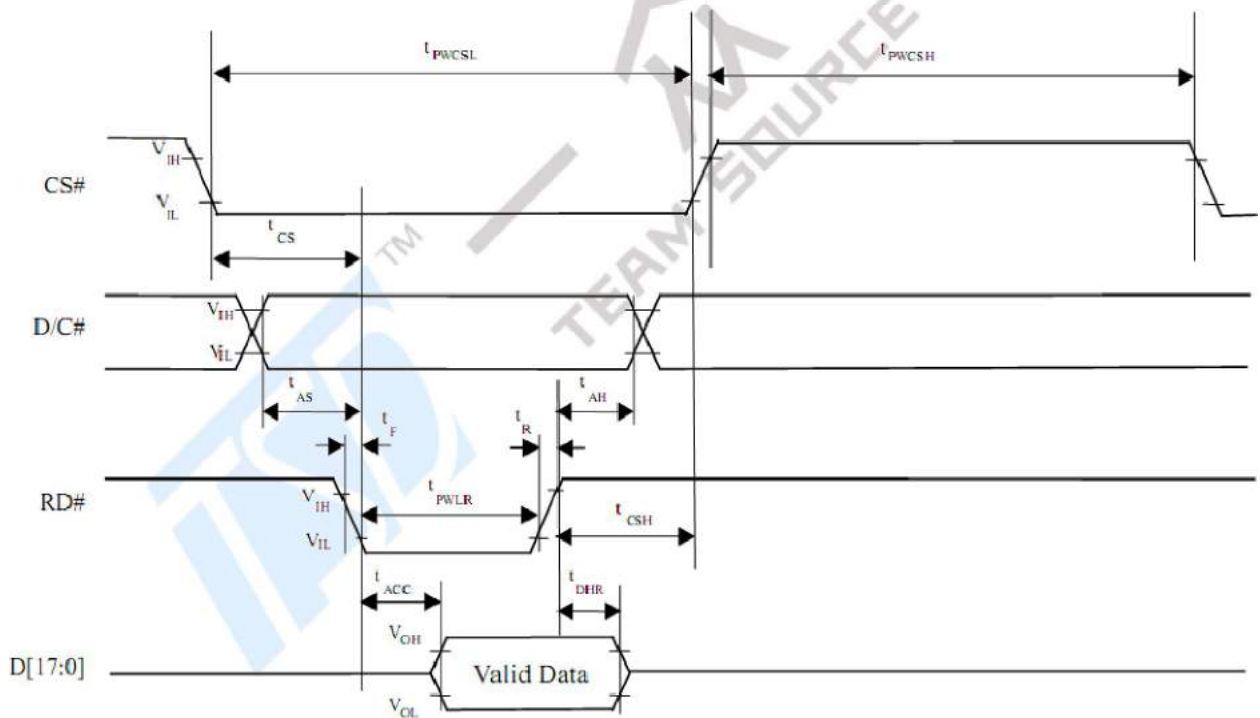 t PWCSL
t PWCSH
V IH
CS#
V IL
t CS
TM
TEAM SOURCE
V IH
D/C#
V IL
t AS
t AH
t F
t R
V IH
RD#
t PWLR
V IL
t CSH
t ACC
t DHR
V OH
D[17:0]
Valid Data
V OL